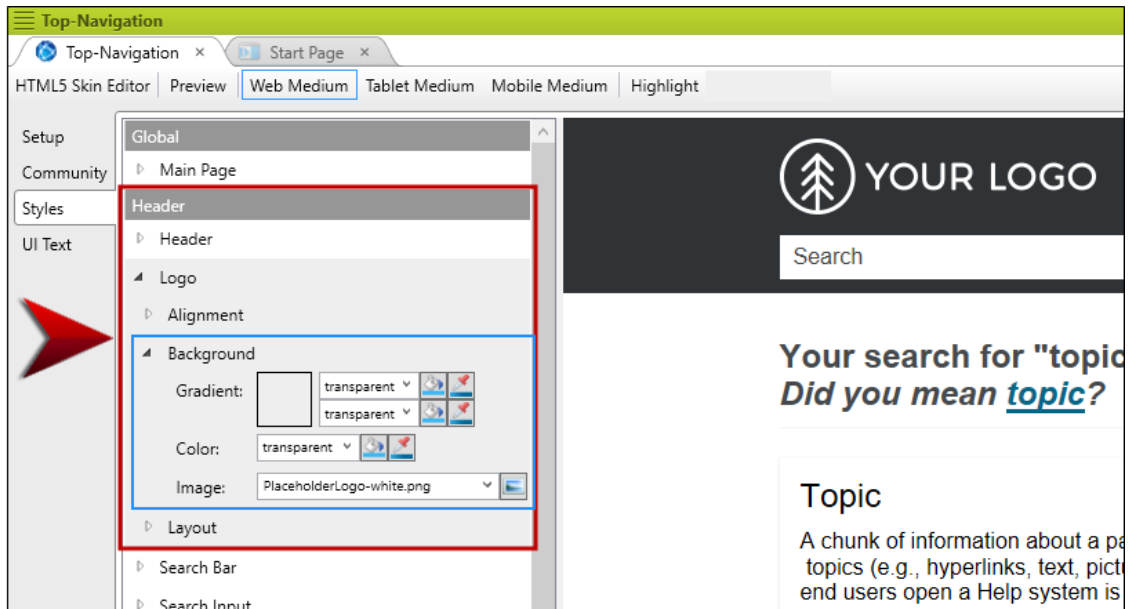 Top-Navigation
Top-Navigation × Start Page ×
HTML5 Skin Editor Preview Web Medium Tablet Medium Mobile Medium Highlight
Setup
Community
Styles
UI Text
Global
Main Page
Header
Header
Logo
Alignment
Background
Gradient: transparent
transparent
Color: transparent
Image: PlaceholderLogo-white.png
Layout
Search Bar
Search Input
YOUR LOGO
Search
Your search for "topic
Did you mean topic?
Topic
A chunk of information about a pa
topics (e.g., hyperlinks, text, pict
end users open a Help system is